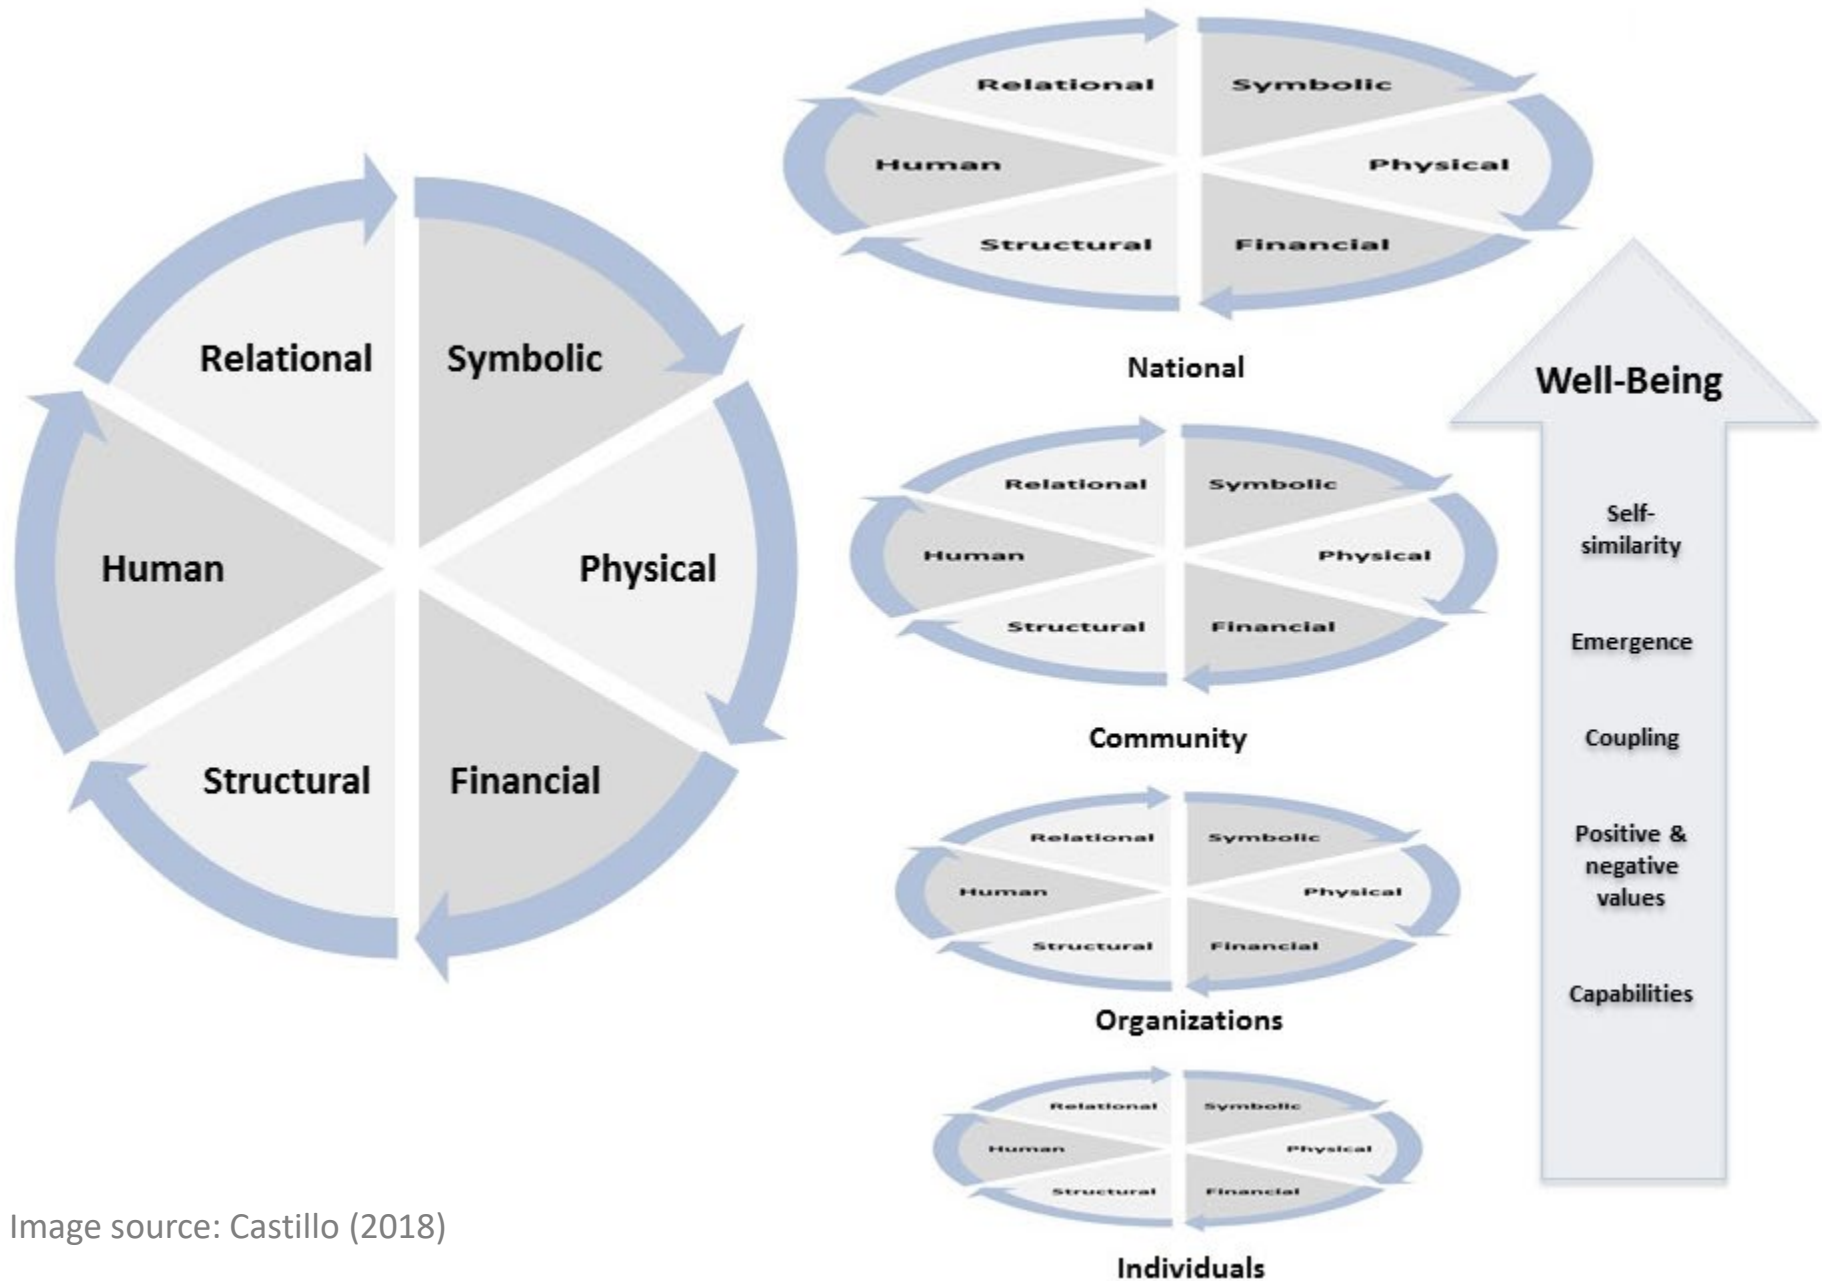 Relational Symbolic
Human Physical
Structural Financial
Relational Symbolic
Human Physical
Structural Financial
National
Relational Symbolic
Human Physical
Structural Financial
Community
Relational Symbolic
Human Physical
Structural Financial
Organizations
Relational Symbolic
Human Physical
Structural Financial
Individuals
Well-Being
Self-
similarity
Emergence
Coupling
Positive &
negative
values
Capabilities
Image source: Castillo (2018)